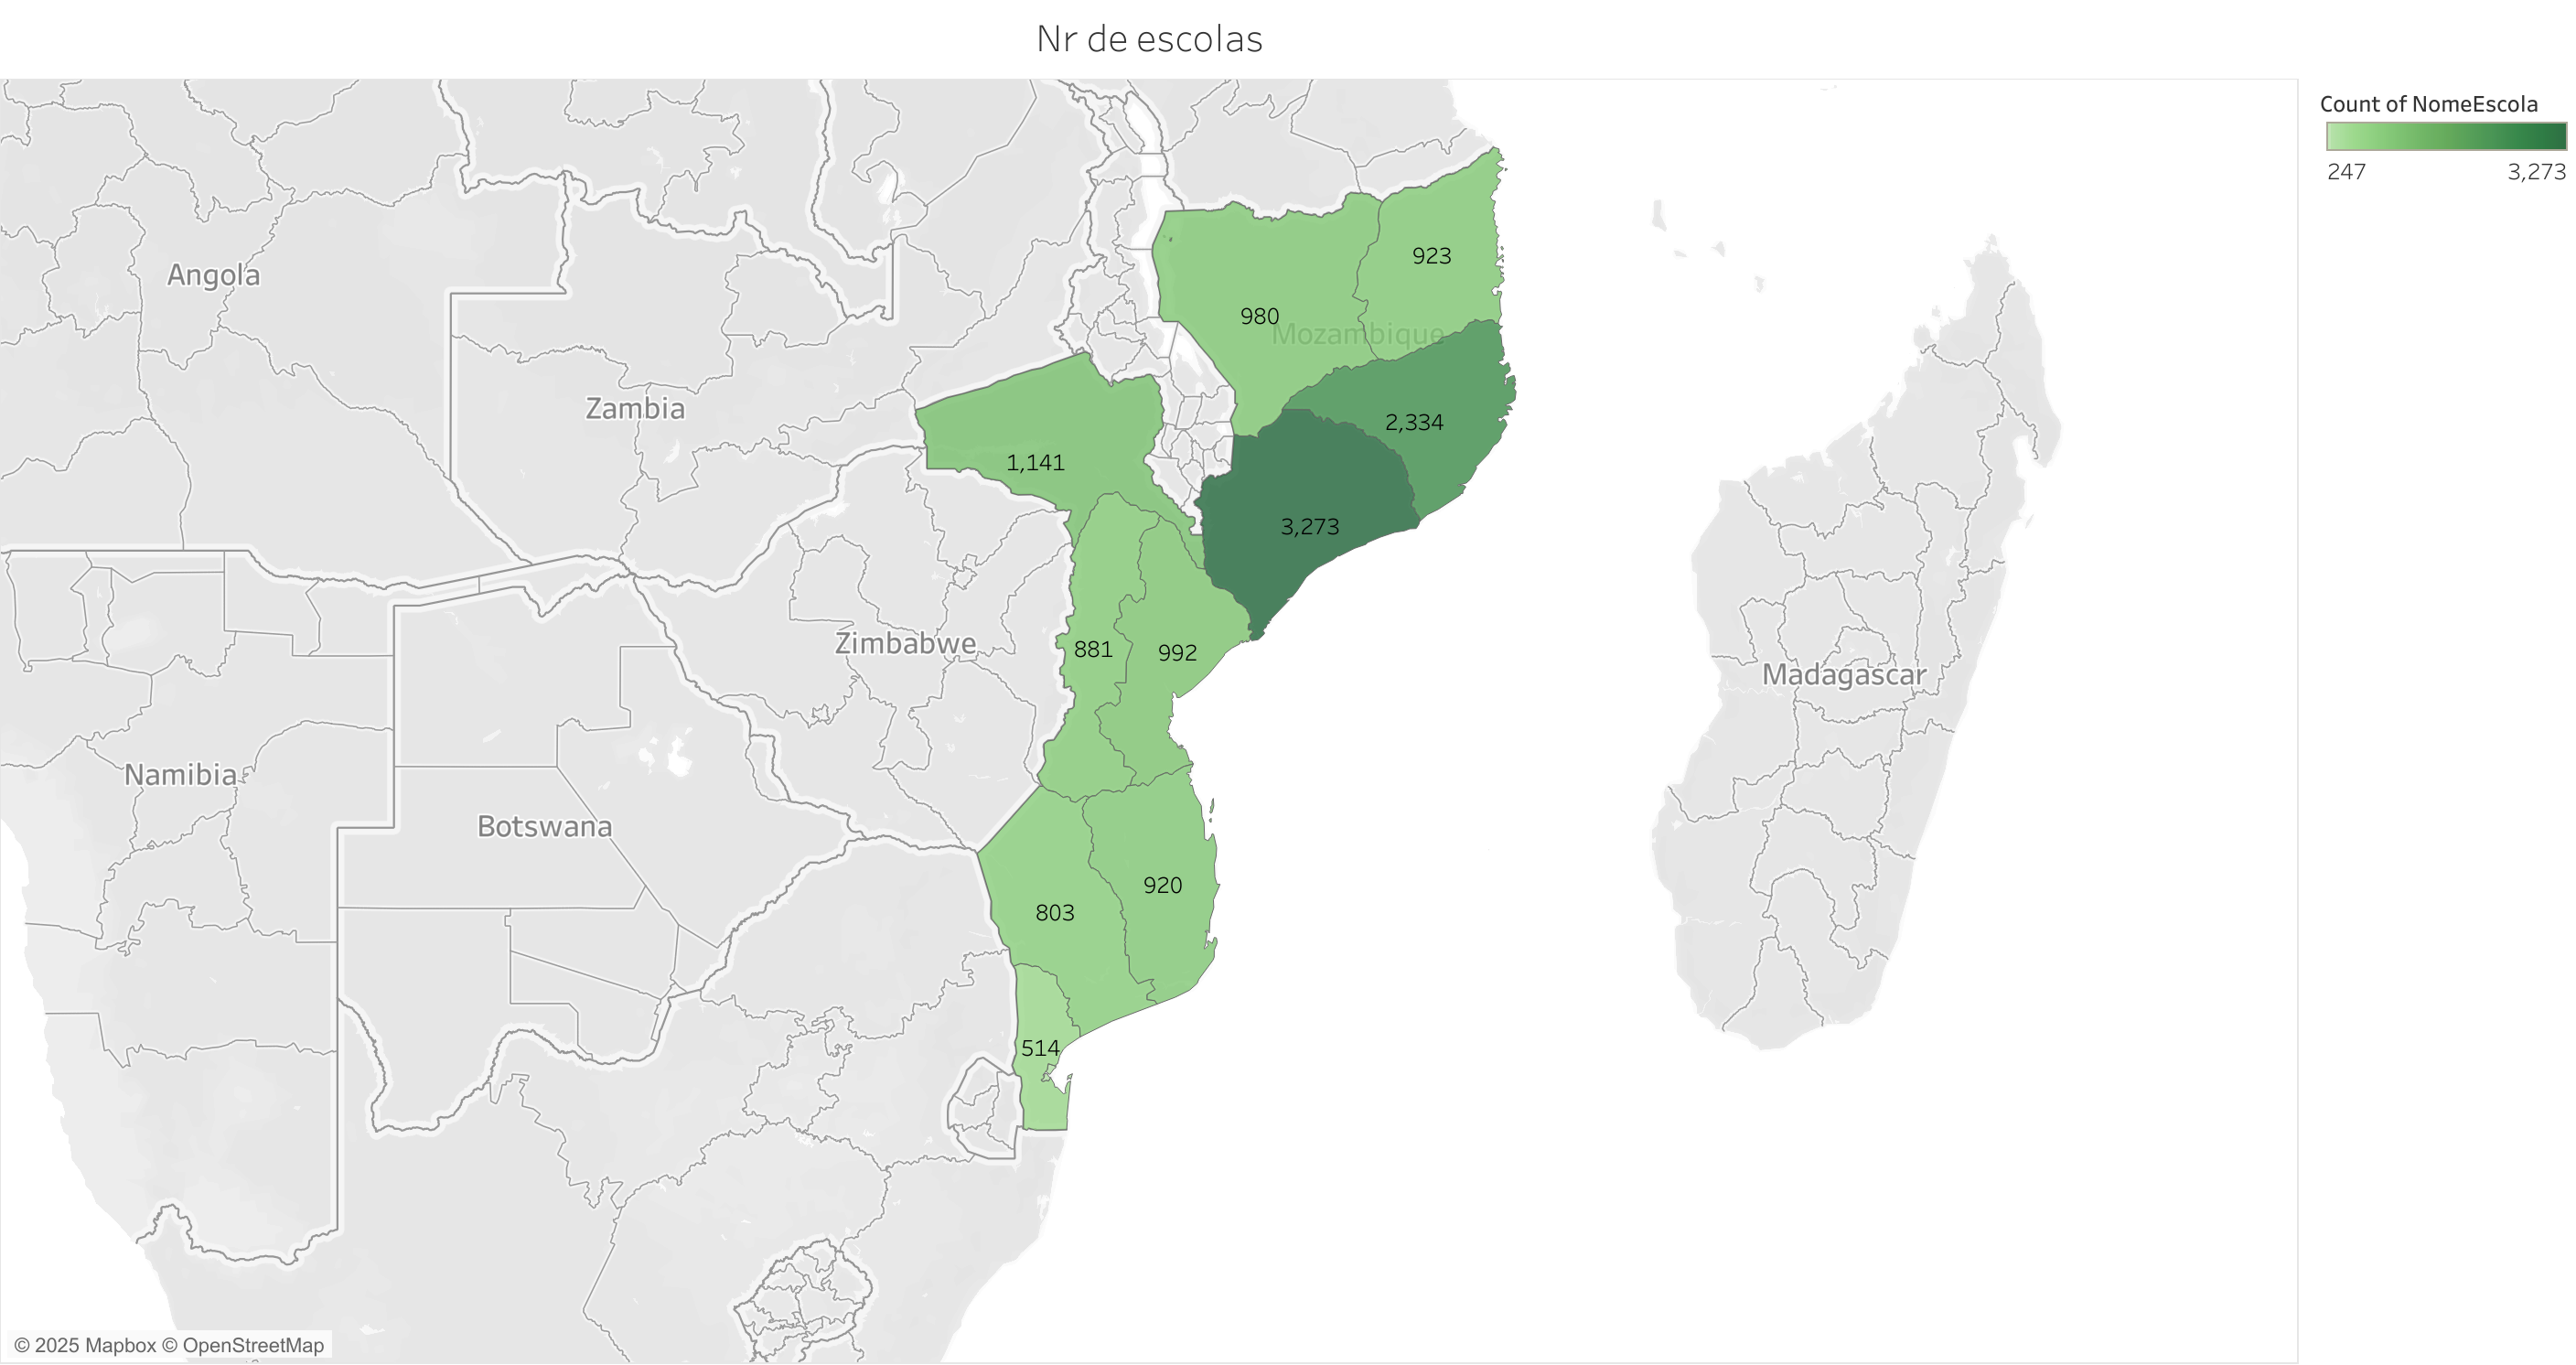 Nr de escolas
Count of NomeEscola
247 3,273
Angola
923
980
Mozambique
Zambia
2,334
1,141
3,273
Zimbabwe
881
992
Madagascar
Namibia
Botswana
920
803
514
© 2025 Mapbox © OpenStreetMap